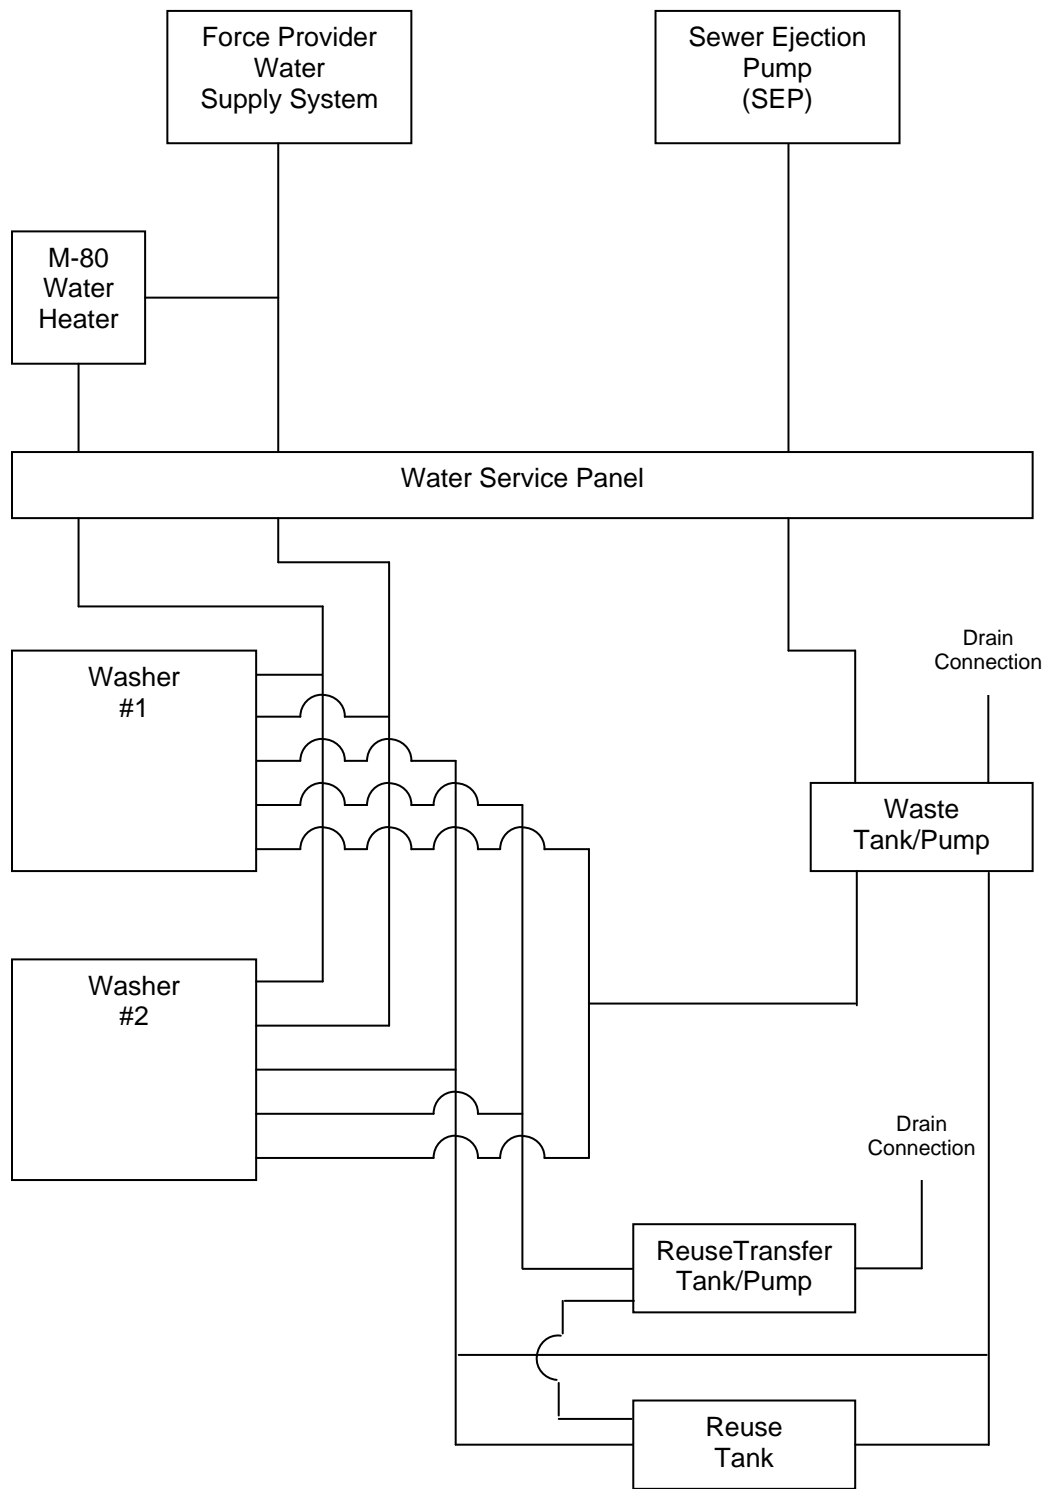 Force Provider
Water
Supply System
Sewer Ejection
Pump
(SEP)
M-80
Water
Heater
Water Service Panel
Washer
#1
Drain
Connection
Waste
Tank/Pump
Washer
#2
Drain
Connection
ReuseTransfer
Tank/Pump
Reuse
Tank